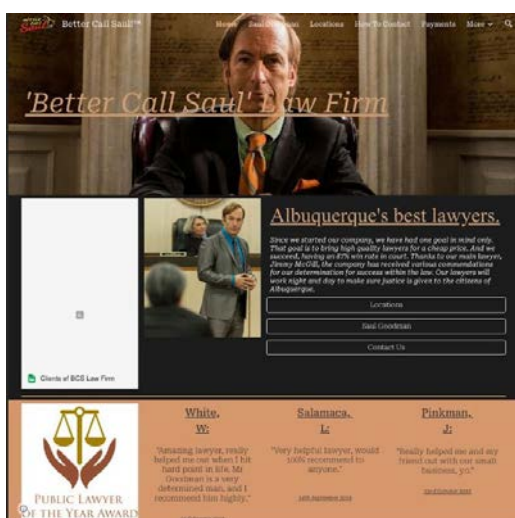 Better Call Saul™
Home Saul Goodman Locations How To Contact Payments More
'Better Call Saul' Law Firm
Albuquerque's best lawyers.
Since we started our company, we have had one goal in mind only.
That goal is to bring high quality lawyers for a cheap price. And we
succeed, having an 87% win rate in court. Thanks to our main lawyer,
Jimmy McGill, the company has received various commendations
for our determination for success within the law. Our lawyers will
work night and day to make sure justice is given to the citizens of
Albuquerque.
Locations
Saul Goodman
Contact Us
Clients of BCS Law Firm
PUBLIC LAWYER
OF THE YEAR AWARD
White,
W:
"Amazing lawyer, really
helped me out when I hit
hard point in life. Mr
Goodman is a very
determined man, and I
recommend him highly."
Salamaca,
L:
"Very helpful lawyer, would
100% recommend to
anyone."
Pinkman,
J:
"Really helped me and my
friend out with our small
business, yo."